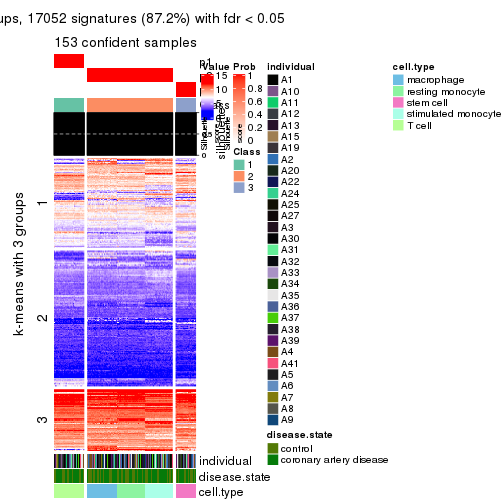 ups, 17052 signatures (87.2%) with fdr < 0.05
153 confident samples
Value
15
10
5
0
Prob
1
0.8
0.6
0.4
0.2
0
Class
1
2
3
individual
A1
A10
A11
A12
A13
A15
A19
A2
A20
A22
A24
A25
A27
A3
A30
A31
A32
A33
A34
A35
A36
A37
A38
A39
A4
A41
A5
A6
A7
A8
A9
disease.state
control
coronary artery disease
cell.type
macrophage
resting monocyte
stem cell
stimulated monocyte
T cell
k-means with 3 groups
1
2
3
individual
disease.state
cell.type